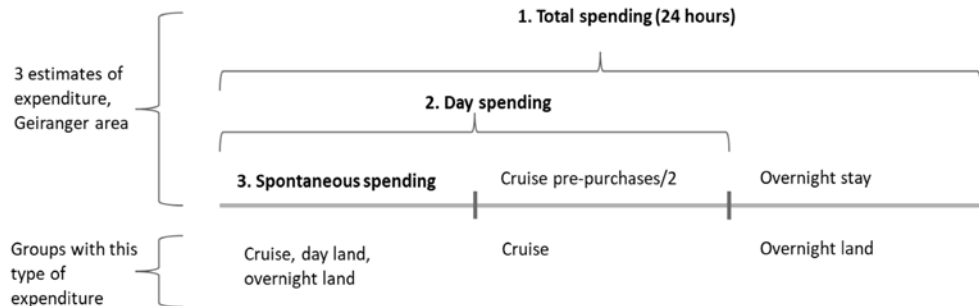 1. Total spending (24 hours)
3 estimates of
expenditure,
Geiranger area
2. Day spending
3. Spontaneous spending
Cruise pre-purchases/2
Overnight stay
Groups with this
type of
expenditure
Cruise, day land,
overnight land
Cruise
Overnight land